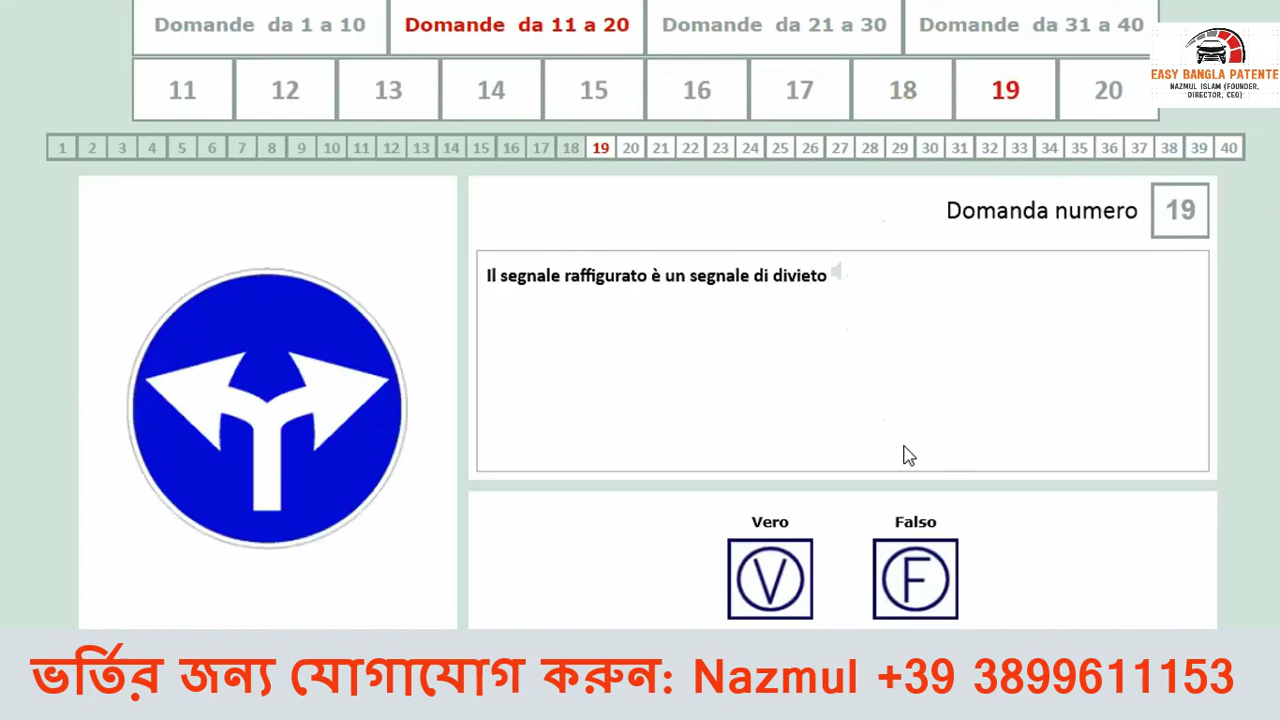 Domande da 1 a 10 Domande da 11 a 20 Domande da 21 a 30 Domande da 31 a 40
11 12 13 14 15 16 17 18 19 20
EASY BANGLA PATENTE
NAZMUL ISLAM (FOUNDER,
DIRECTOR, CEO)
1 2 3 4 5 6 7 8 9 10 11 12 13 14 15 16 17 18 19 20 21 22 23 24 25 26 27 28 29 30 31 32 33 34 35 36 37 38 39 40
Domanda numero 19
Il segnale raffigurato è un segnale di divieto
Vero Falso
V F
ভর্তির জন্য যোগাযোগ করুন: Nazmul +39 3899611153